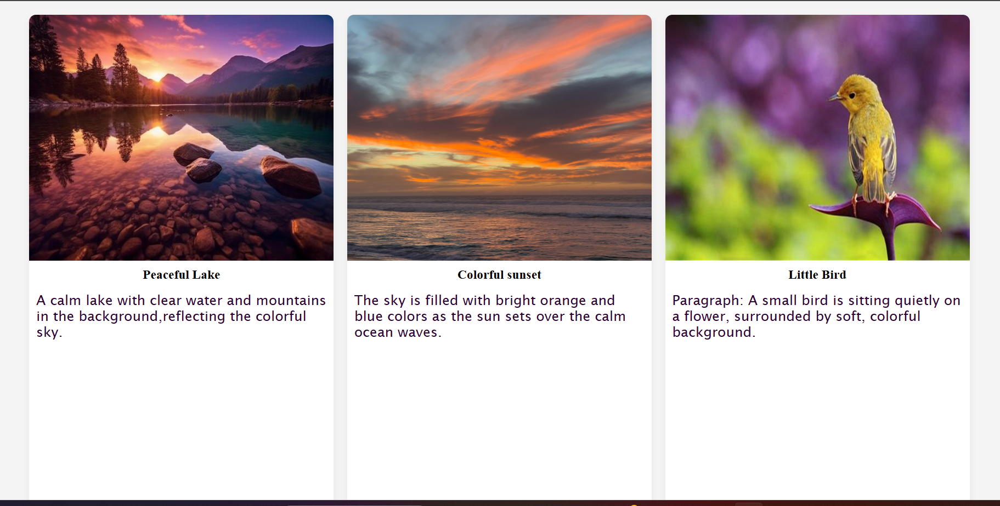 Peaceful Lake
A calm lake with clear water and mountains
in the background,reflecting the colorful
sky.
Colorful sunset
The sky is filled with bright orange and
blue colors as the sun sets over the calm
ocean waves.
Little Bird
Paragraph: A small bird is sitting quietly on
a flower, surrounded by soft, colorful
background.